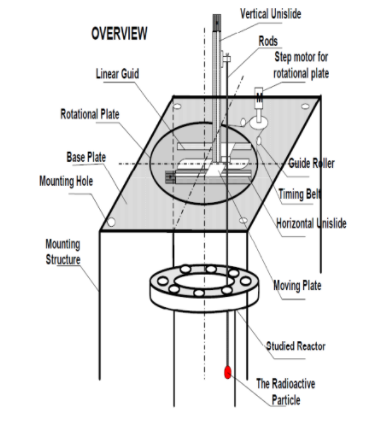 Vertical Unislide
OVERVIEW
Rods
Step motor for
rotational plate
Linear Guid
Rotational Plate
Base Plate
Mounting Hole
Guide Roller
Timing Belt
Horizontal Unislide
Mounting
Structure
Moving Plate
Studied Reactor
The Radioactive
Particle